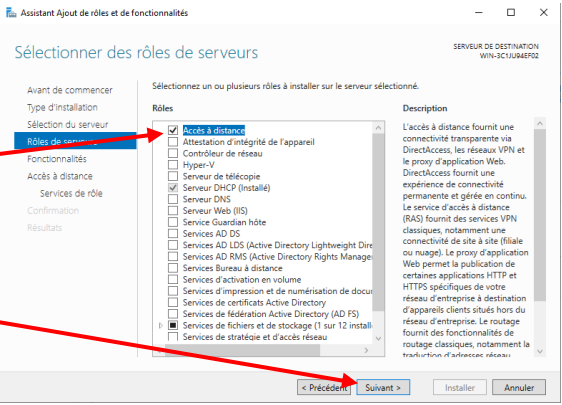 Assistant Ajout de rôles et de fonctionnalités
Sélectionner des rôles de serveurs
SERVEUR DE DESTINATION
WIN-3C1JU94EF02
Avant de commencer
Type d'installation
Sélection du serveur
Rôles de serveurs
Fonctionnalités
Accès à distance
Services de rôle
Confirmation
Résultats
Sélectionnez un ou plusieurs rôles à installer sur le serveur sélectionné.
Rôles
Accès à distance
Attestation d'intégrité de l'appareil
Contrôleur de réseau
Hyper-V
Serveur de télécopie
Serveur DHCP (Installé)
Serveur DNS
Serveur Web (IIS)
Service Guardian hôte
Services AD DS
Services AD LDS (Active Directory Lightweight Dire
Services AD RMS (Active Directory Rights Manage
Services Bureau à distance
Services d'activation en volume
Services d'impression et de numérisation de docu
Services de certificats Active Directory
Services de fédération Active Directory (AD FS)
Services de fichiers et de stockage (1 sur 12 install
Services de stratégie et d'accès réseau
Description
L'accès à distance fournit une
connectivité transparente via
DirectAccess, les réseaux VPN et
le proxy d'application Web.
DirectAccess fournit une
expérience de connectivité
permanente et gérée en continu.
Le service d'accès à distance
(RAS) fournit des services VPN
classiques, notamment une
connectivité de site à site (filiale
ou nuage). Le proxy d'application
Web permet la publication de
certaines applications HTTP et
HTTPS spécifiques de votre
réseau d'entreprise à destination
d'appareils clients situés hors du
réseau d'entreprise. Le routage
fournit des fonctionnalités de
routage classiques, notamment la
traduction d'adresses réseau
< Précédent
Suivant >
Installer
Annuler